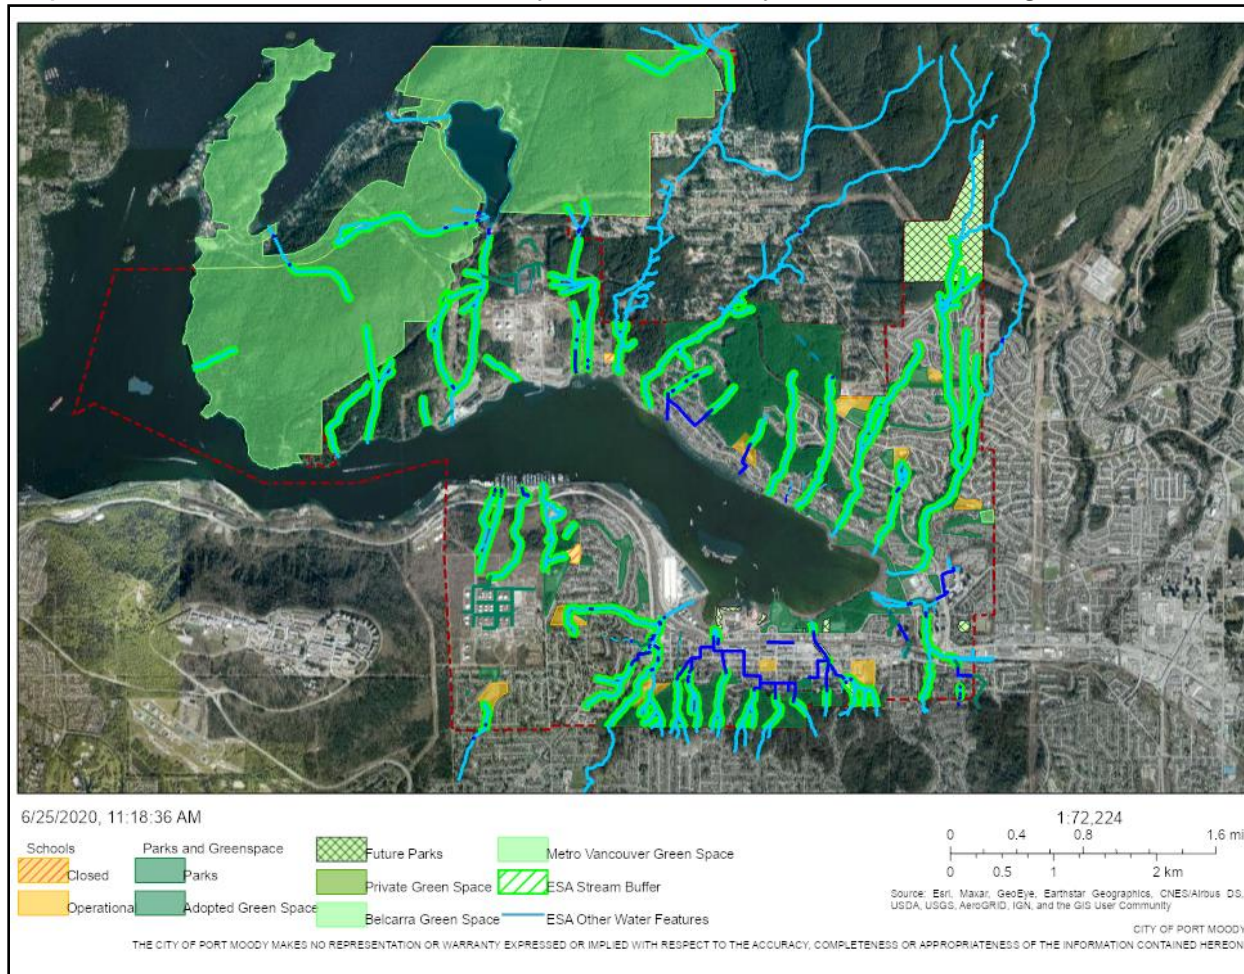 6/25/2020, 11:18:36 AM
1:72,224
0 0.4 0.8 1.6 mi
0 0.5 1 2 km
Schools
Closed
Operational
Parks and Greenspace
Parks
Adopted Green Space
Future Parks
Private Green Space
Belcarra Green Space
Metro Vancouver Green Space
ESA Stream Buffer
ESA Other Water Features
Source: Esri, Maxar, GeoEye, Earthstar Geographics, CNES/Airbus DS,
USDA, USGS, AeroGRID, IGN, and the GIS User Community
CITY OF PORT MOODY
THE CITY OF PORT MOODY MAKES NO REPRESENTATION OR WARRANTY EXPRESSED OR IMPLIED WITH RESPECT TO THE ACCURACY, COMPLETENESS OR APPROPRIATENESS OF THE INFORMATION CONTAINED HEREON